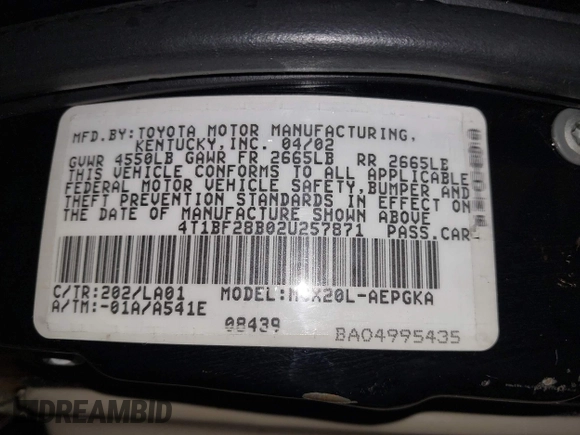 MFD.BY:TOYOTA MOTOR MANUFACTURING,
KENTUCKY,INC. 04/02
GVWR 4550LB GAWR FR 2665LB RR 2665LB
THIS VEHICLE CONFORMS TO ALL APPLICABLE
FEDERAL MOTOR VEHICLE SAFETY,BUMPER AND
THEFT PREVENTION STANDARDS IN EFFECT ON
THE DATE OF MANUFACTURE SHOWN ABOVE
4T1BF28B02U257871 PASS.CAR
C/TR:202/LA01 MODEL:MCX20L-AEPGKA
A/TM:-01A/A541E
08439 BA04995435
DREAMBID